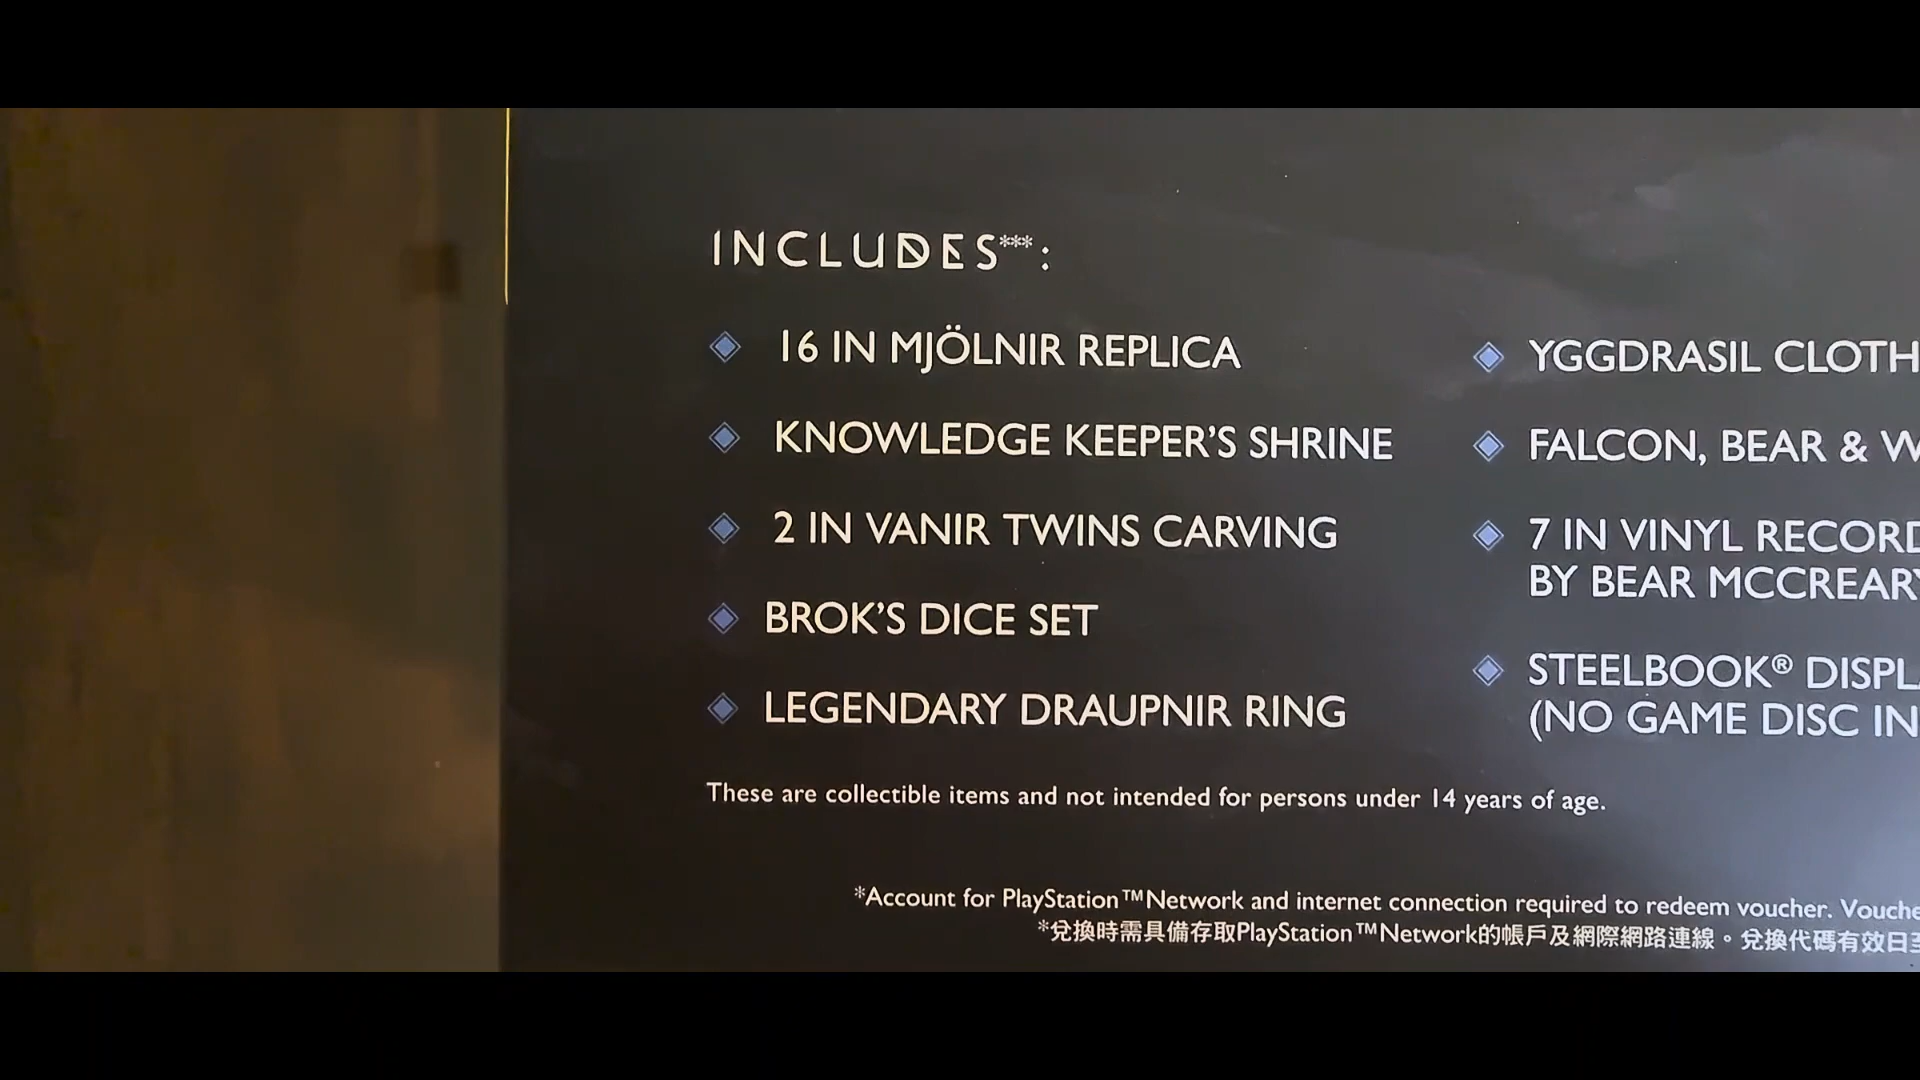 INCLUDES***:
16 IN MJÖLNIR REPLICA
KNOWLEDGE KEEPER'S SHRINE
2 IN VANIR TWINS CARVING
BROK'S DICE SET
LEGENDARY DRAUPNIR RING
YGGDRASIL CLOTH
FALCON, BEAR &
7 IN VINYL RECORD
BY BEAR MCCREARY
STEELBOOK®
(NO GAME DISC
These are collectible items and not intended for persons under 14 years of age.
*Account for PlayStation™Network and internet connection required to redeem voucher.
*兌換時需具備存取PlayStation™Network的帳戶及網際網路連線。兌換代碼有效日至